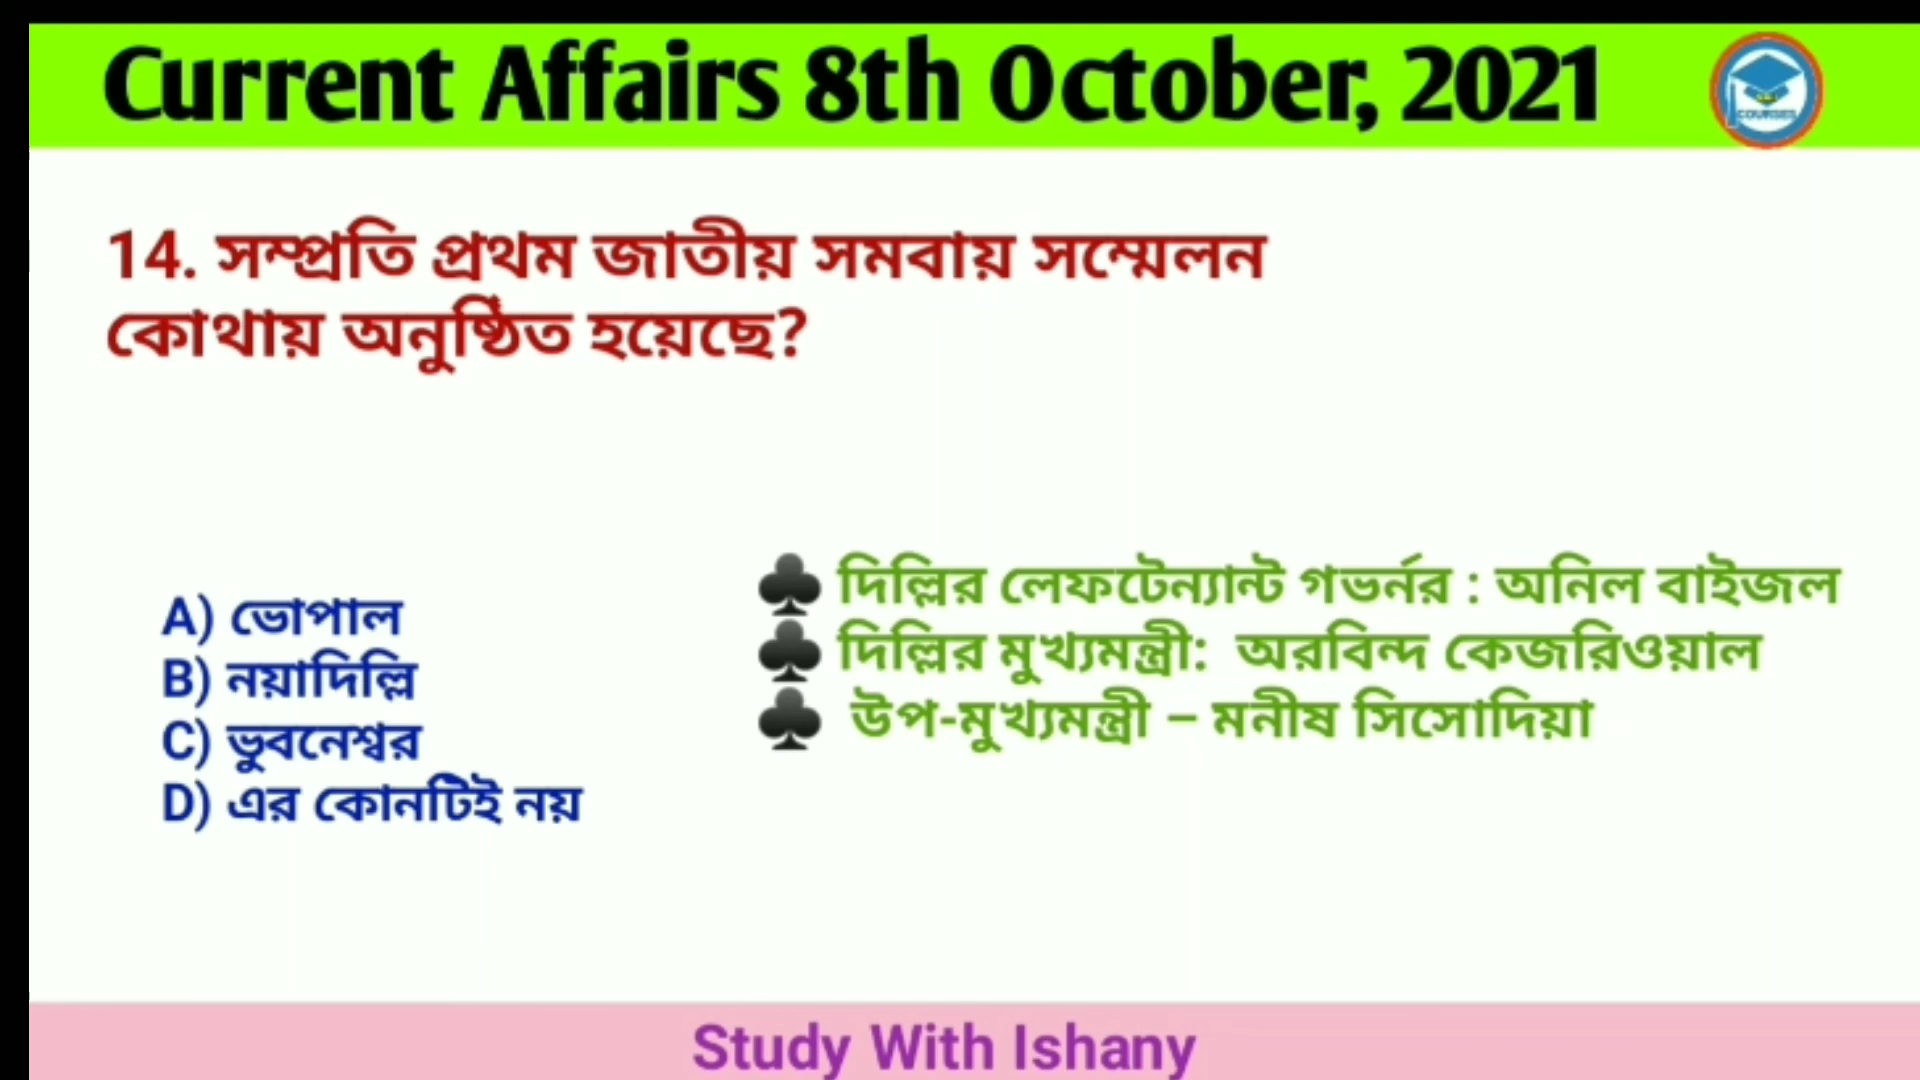 Current Affairs 8th October, 2021
COURSES
14. সম্প্রতি প্রথম জাতীয় সমবায় সম্মেলন
কোথায় অনুষ্ঠিত হয়েছে?
A) ভোপাল
B) নয়াদিল্লি
C) ভুবনেশ্বর
D) এর কোনটিই নয়
♣ দিল্লির লেফটেন্যান্ট গভর্নর : অনিল বাইজল
♣ দিল্লির মুখ্যমন্ত্রী: অরবিন্দ কেজরিওয়াল
♣ উপ-মুখ্যমন্ত্রী – মনীষ সিসোদিয়া
Study With Ishany